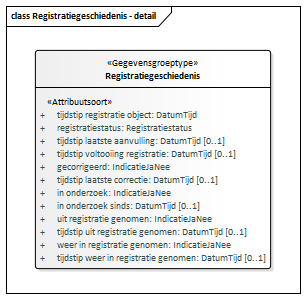 class Registratiegeschiedenis - detail
«Gegevensgroeptype»
Registratiegeschiedenis
«Attribuutsoort»
+ tijdstip registratie object: DatumTijd
+ registratiestatus: Registratiestatus
+ tijdstip laatste aanvulling: DatumTijd [0..1]
+ tijdstip voltooiing registratie: DatumTijd [0..1]
+ gecorrigeerd: IndicatieJaNee
+ tijdstip laatste correctie: DatumTijd [0..1]
+ in onderzoek: IndicatieJaNee
+ in onderzoek sinds: DatumTijd [0..1]
+ uit registratie genomen: IndicatieJaNee
+ tijdstip uit registratie genomen: DatumTijd [0..1]
+ weer in registratie genomen: IndicatieJaNee
+ tijdstip weer in registratie genomen: DatumTijd [0..1]